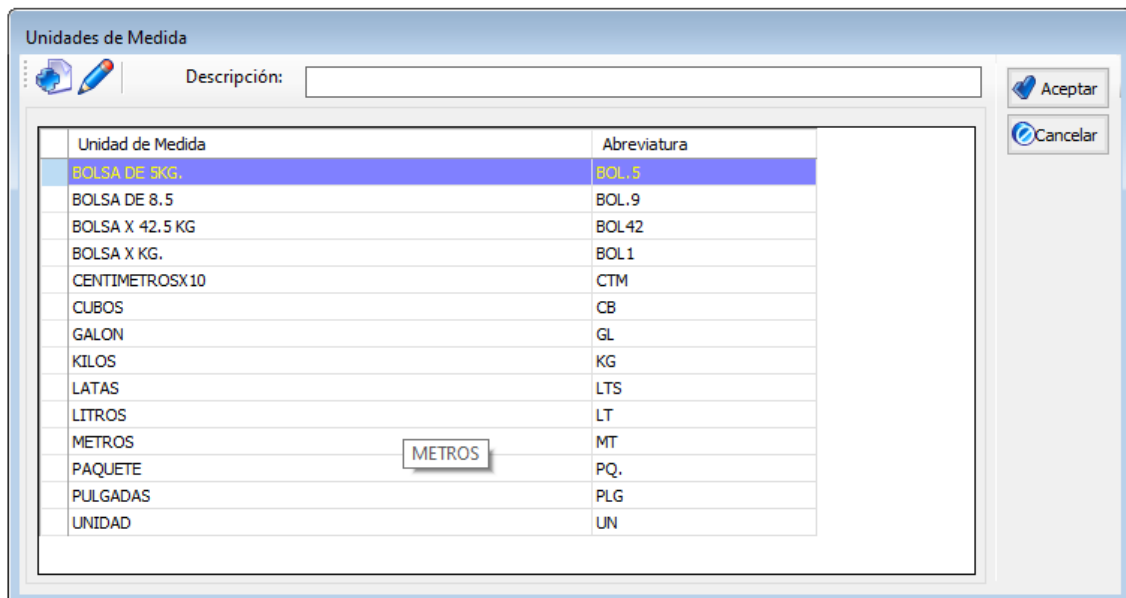 Unidades de Medida
Descripción:
Aceptar
Cancelar
Unidad de Medida Abreviatura
BOLSA DE 5KG. BOL.5
BOLSA DE 8.5 BOL.9
BOLSA X 42.5 KG BOL42
BOLSA X KG. BOL1
CENTIMETROSX10 CTM
CUBOS CB
GALON GL
KILOS KG
LATAS LTS
LITROS LT
METROS MT
METROS
PAQUETE PQ.
PULGADAS PLG
UNIDAD UN